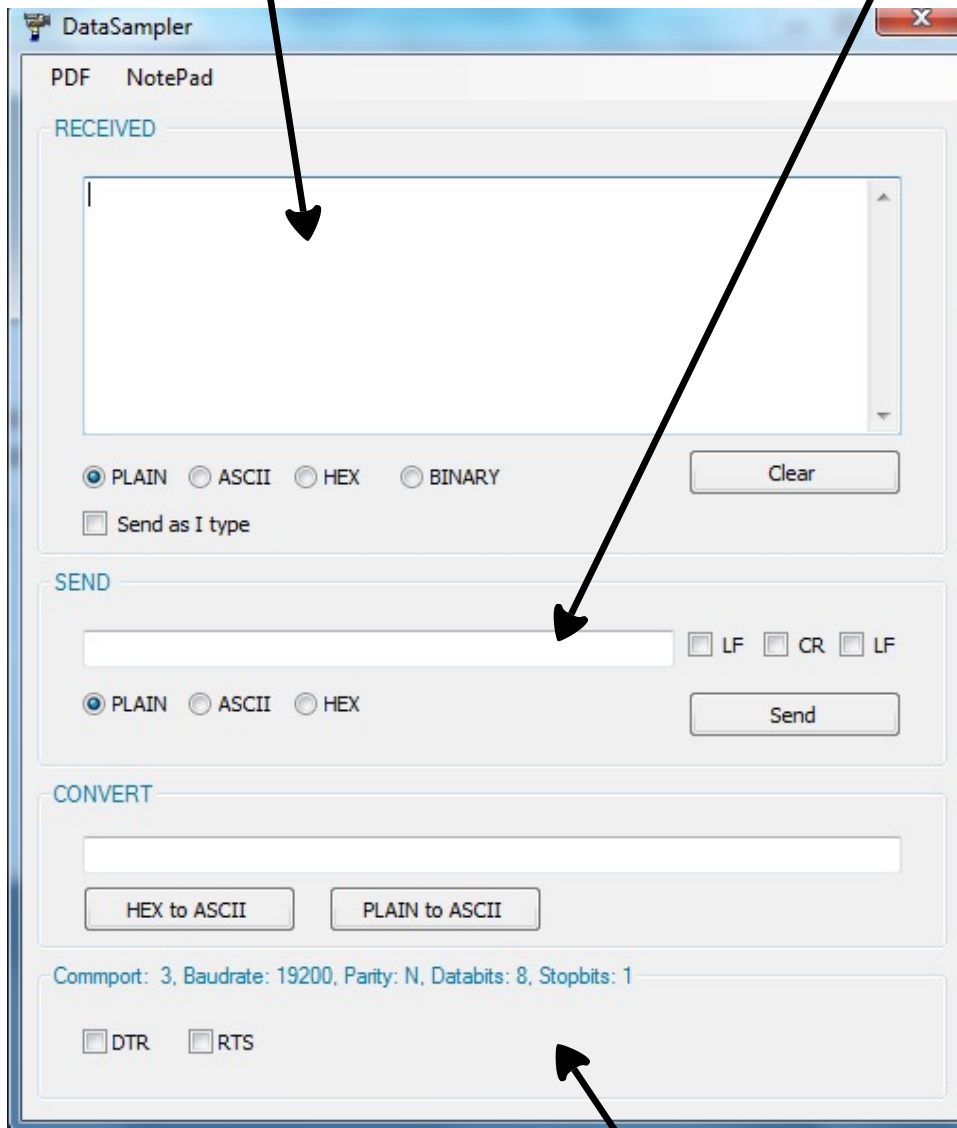 DataSampler
PDF NotePad
RECEIVED
PLAIN ASCII HEX BINARY Clear
Send as I type
SEND
LF CR LF
PLAIN ASCII HEX Send
CONVERT
HEX to ASCII PLAIN to ASCII
Commport: 3, Baudrate: 19200, Parity: N, Databits: 8, Stopbits: 1
DTR RTS